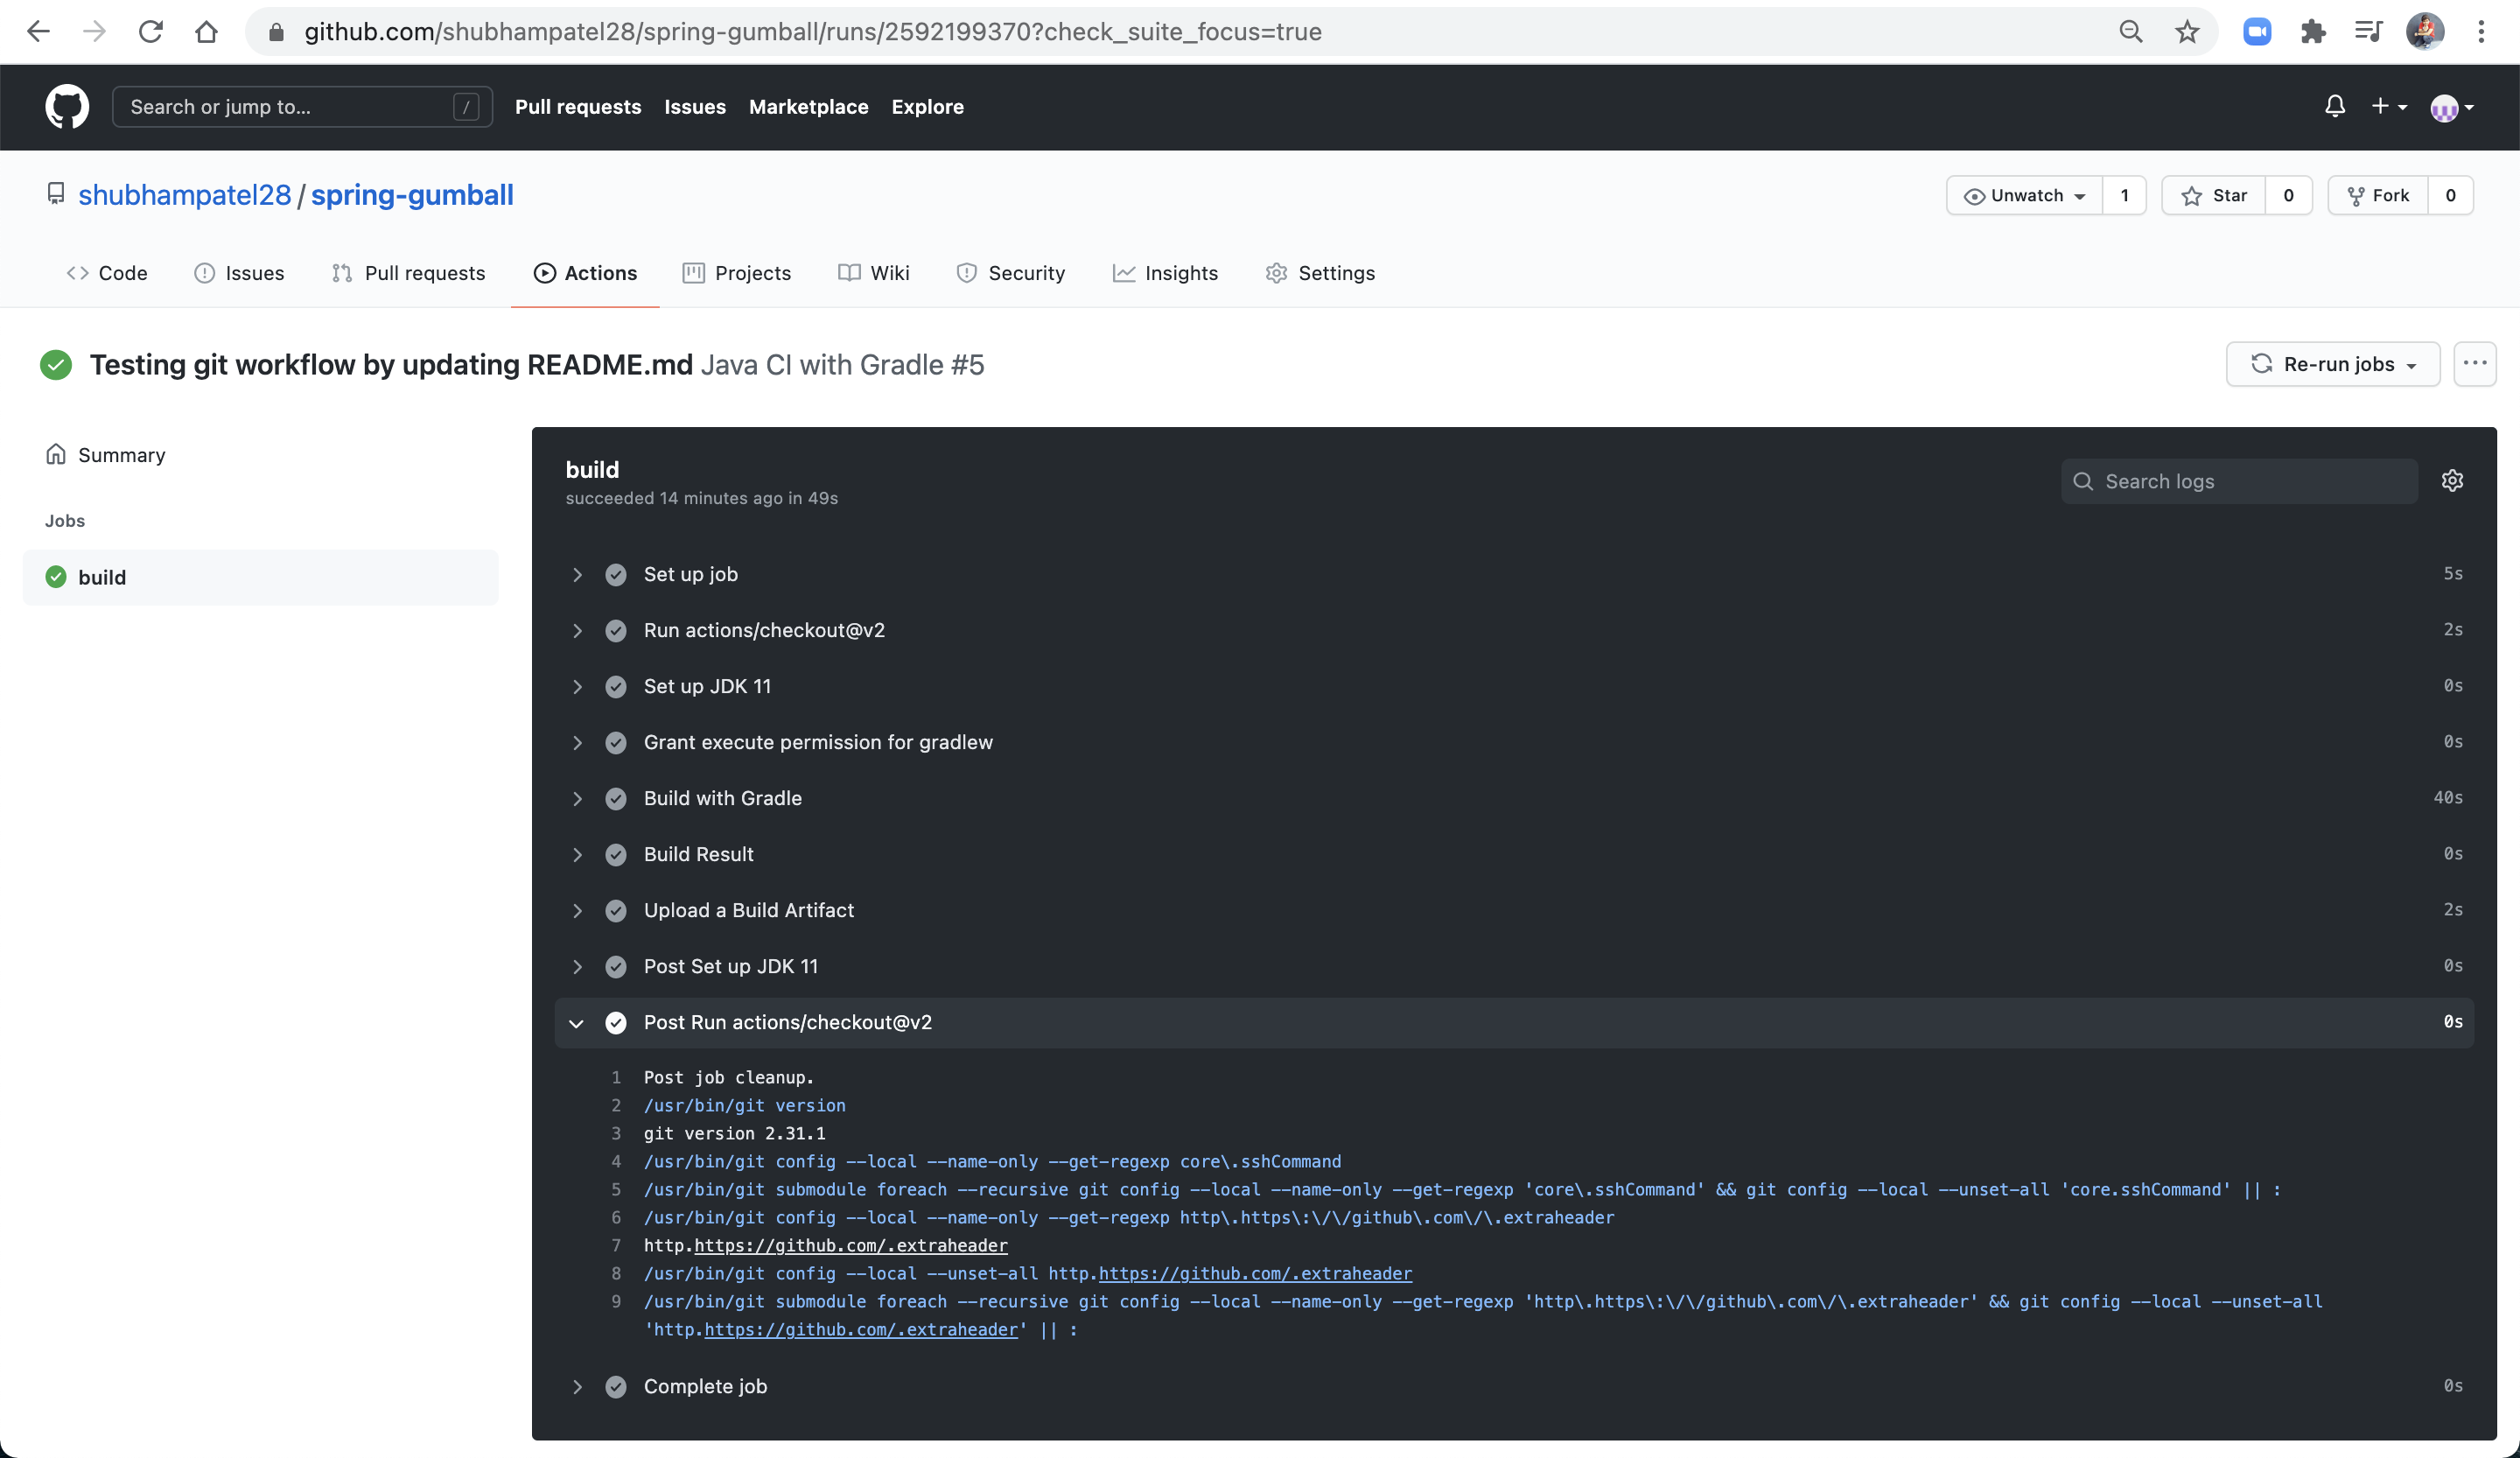 github.com/shubhampatel28/spring-gumball/runs/2592199370?check_suite_focus=true
Search or jump to... /
Pull requests Issues Marketplace Explore
shubhampatel28 / spring-gumball
Unwatch 1 Star 0 Fork 0
Code Issues Pull requests Actions Projects Wiki Security Insights Settings
Testing git workflow by updating README.md Java CI with Gradle #5
Re-run jobs
Summary
Jobs
build
build
succeeded 14 minutes ago in 49s
Search logs
Set up job 5s
Run actions/checkout@v2 2s
Set up JDK 11 0s
Grant execute permission for gradlew 0s
Build with Gradle 40s
Build Result 0s
Upload a Build Artifact 2s
Post Set up JDK 11 0s
Post Run actions/checkout@v2 0s
1 Post job cleanup.
2 /usr/bin/git version
3 git version 2.31.1
4 /usr/bin/git config --local --name-only --get-regexp core\.sshCommand
5 /usr/bin/git submodule foreach --recursive git config --local --name-only --get-regexp 'core\.sshCommand' && git config --local --unset-all 'core.sshCommand' || :
6 /usr/bin/git config --local --name-only --get-regexp http\.https\:\/\/github\.com\/\.extraheader
7 http.https://github.com/.extraheader
8 /usr/bin/git config --local --unset-all http.https://github.com/.extraheader
9 /usr/bin/git submodule foreach --recursive git config --local --name-only --get-regexp 'http\.https\:\/\/github\.com\/\.extraheader' && git config --local --unset-all
'http.https://github.com/.extraheader' || :
Complete job 0s